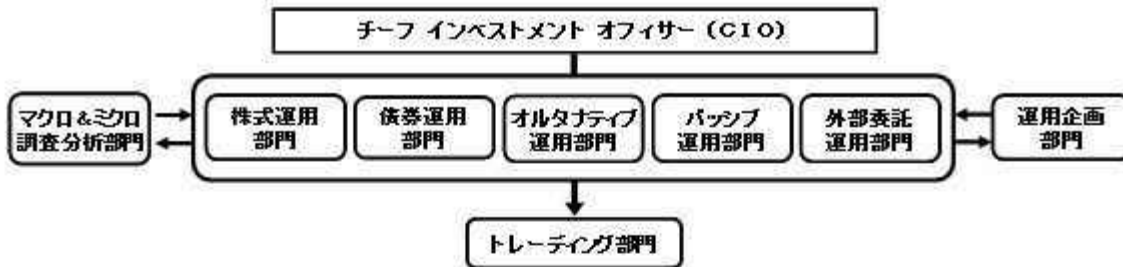 チーフ インベストメント オフィサー（ＣＩＯ）
マクロ＆ミクロ
調査分析部門
株式運用
部門
債券運用
部門
オルタナティブ
運用部門
パッシブ
運用部門
外部委託
運用部門
運用企画
部門
トレーディング部門